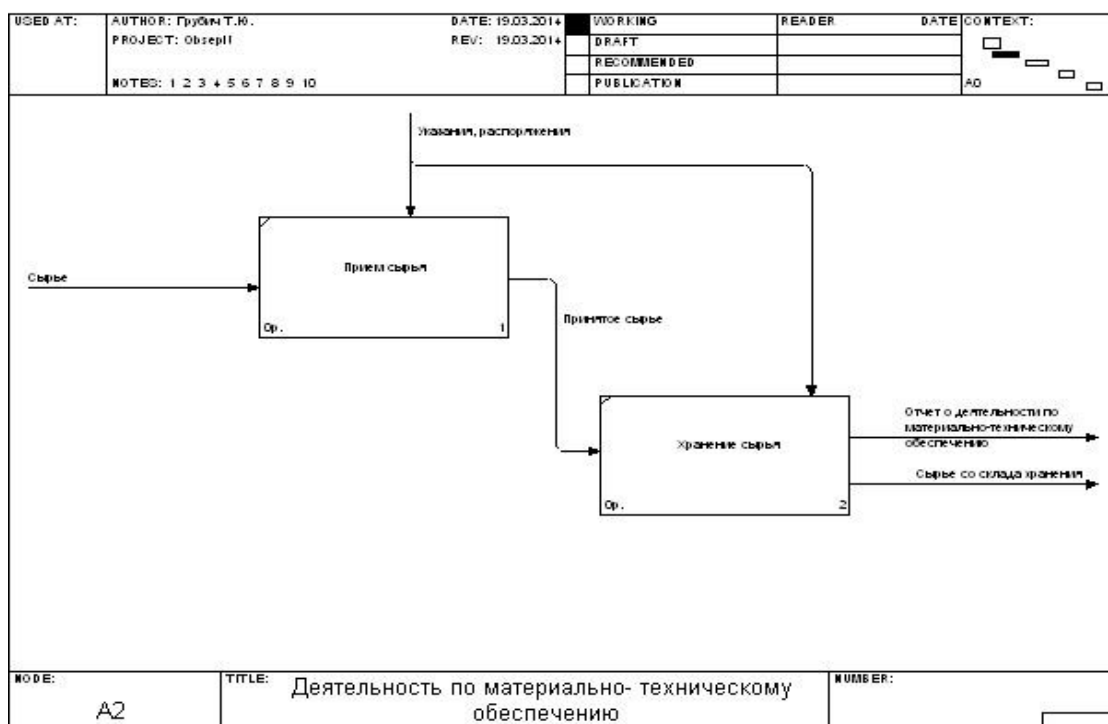 USED AT:
AUTHOR: Грубич Т.Ю.
DATE: 19.03.2014
WORKING
READER
DATE
CONTEXT:
PROJECT: Obsepit
REV: 19.03.2014
DRAFT
RECOMMENDED
NOTES: 1 2 3 4 5 6 7 8 9 10
PUBLICATION
A0
Указания, распоряжения
Прием сырья
Сырье
0р.
1
Принятое сырье
Отчет о деятельности по
материально-техническому
обеспечению
Хранение сырья
Сырье со склада хранения
0р.
2
NODE:
A2
TITLE:
Деятельность по материально- техническому
обеспечению
NUMBER: